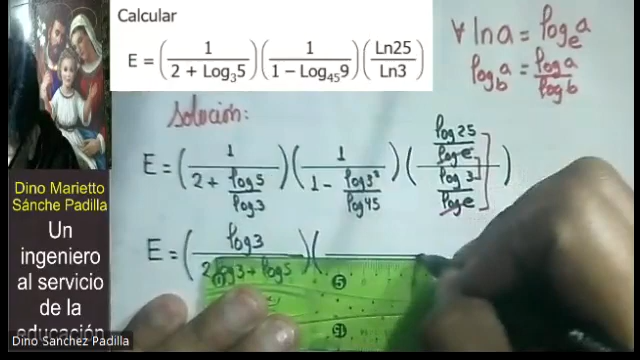 Calcular
E = (1/(2 + Log₃5)) (1/(1 − Log₄₅9)) (Ln25/Ln3)
∀ ln a = log_e a
log_b a = log a/log b
Solución:
E = (1/(2 + log5/log3)) (1/(1 − log3²/log45)) ((log25/log e)/(log3/log e))
E = (log3/(2log3 + log5)) (
Dino Marietto
Sánche Padilla
Un
ingeniero
al servicio
de la
educación
Dino Sanchez Padilla